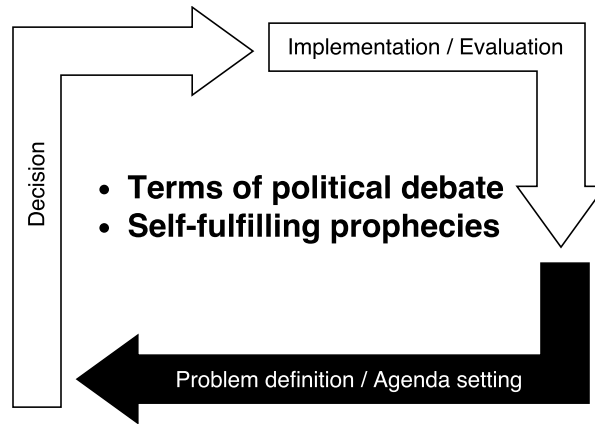 Implementation / Evaluation
Decision
• Terms of political debate
• Self-fulfilling prophecies
Problem definition / Agenda setting